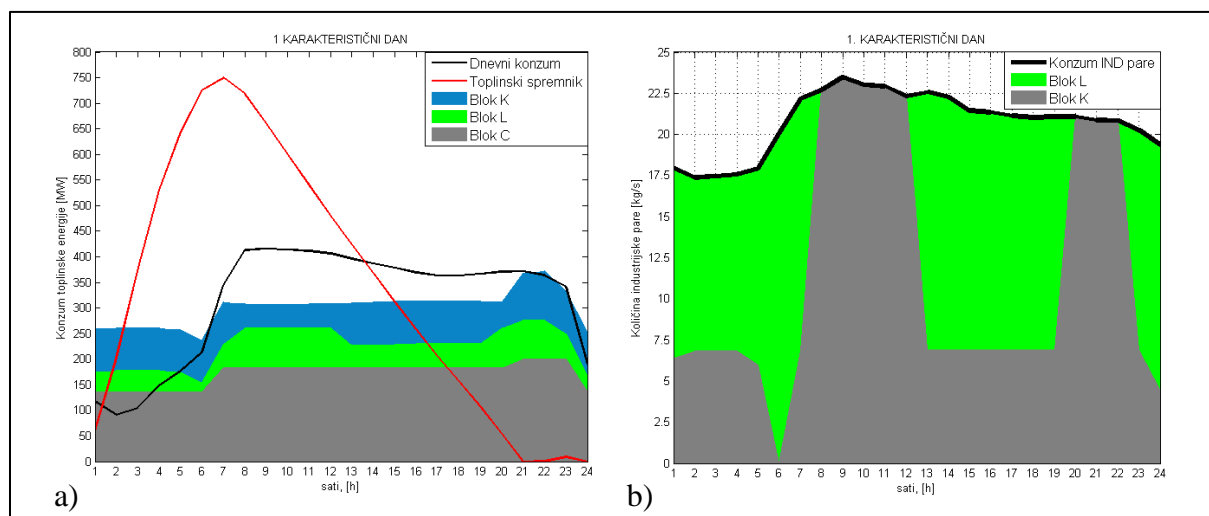 1 KARAKTERISTIČNI DAN
Konzum toplinske energije [MW]
800
750
700
650
600
550
500
450
400
350
300
250
200
150
100
50
0
Dnevni konzum
Toplinski spremnik
Blok K
Blok L
Blok C
1 2 3 4 5 6 7 8 9 10 11 12 13 14 15 16 17 18 19 20 21 22 23 24
sati, [h]
a)
1. KARAKTERISTIČNI DAN
Količina industrijske pare [kg/s]
25
22.5
20
17.5
15
12.5
10
7.5
5
2.5
0
Konzum IND pare
Blok L
Blok K
1 2 3 4 5 6 7 8 9 10 11 12 13 14 15 16 17 18 19 20 21 22 23 24
sati, [h]
b)